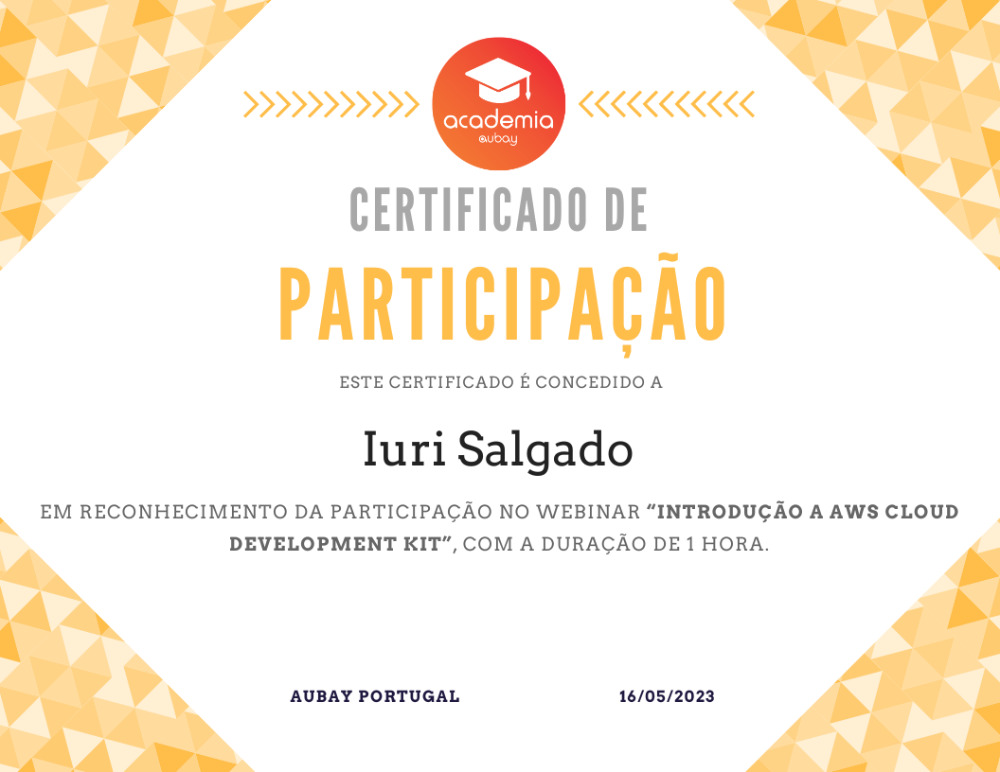 academia
@ubay
CERTIFICADO DE
PARTICIPAÇÃO
ESTE CERTIFICADO É CONCEDIDO A
Iuri Salgado
EM RECONHECIMENTO DA PARTICIPAÇÃO NO WEBINAR “INTRODUÇÃO A AWS CLOUD
DEVELOPMENT KIT”, COM A DURAÇÃO DE 1 HORA.
AUBAY PORTUGAL 16/05/2023